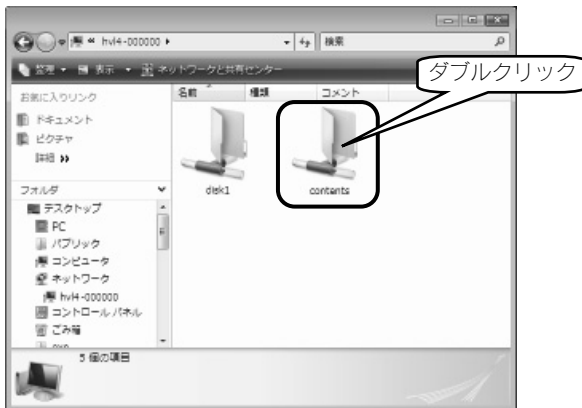 hvl4-000000
検索
整理 表示 ネットワークと共有センター
ダブルクリック
お気に入りリンク
ドキュメント
ピクチャ
詳細 >>
名前 種類 コメント
disk1
contents
フォルダ
デスクトップ
PC
パブリック
コンピュータ
ネットワーク
hvl4-000000
コントロール パネル
ごみ箱
5 個の項目